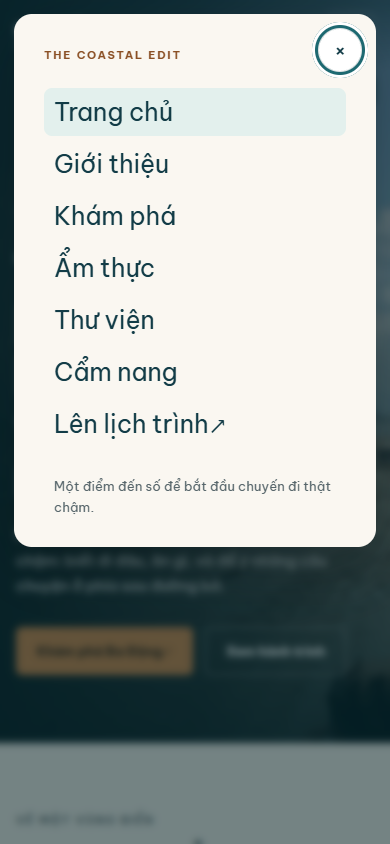 THE COASTAL EDIT
×
Trang chủ
Giới thiệu
Khám phá
Ẩm thực
Thư viện
Cẩm nang
Lên lịch trình↗
Một điểm đến số để bắt đầu chuyến đi thật
chậm.